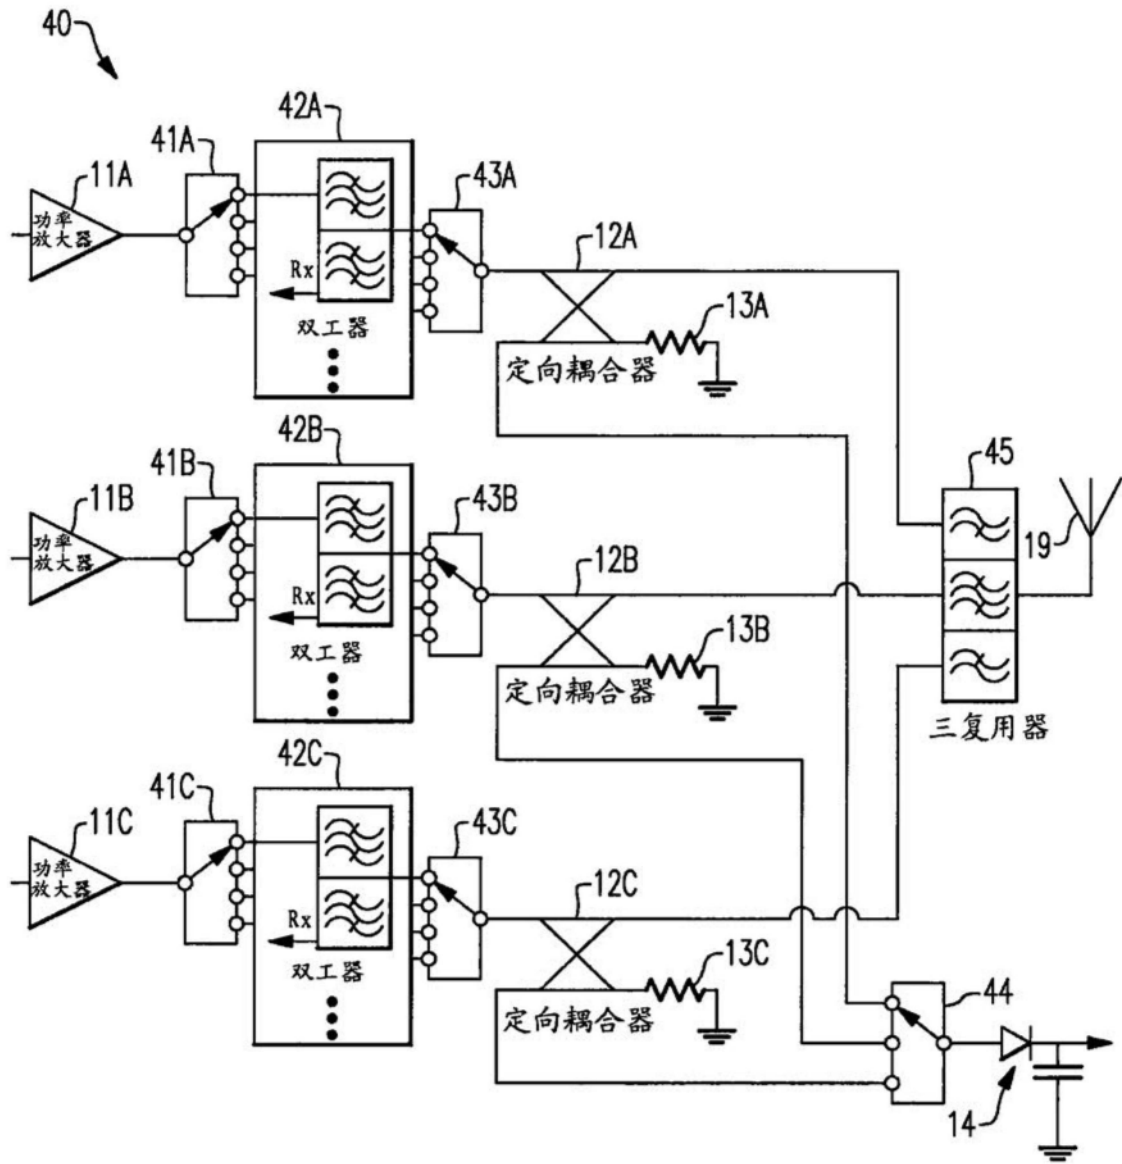 40
42A
41A
11A
43A
功率
放大器
12A
Rx
13A
双工器
定向耦合器
42B
41B
45
11B
43B
功率
放大器
19
12B
Rx
13B
双工器
定向耦合器
三复用器
42C
41C
11C
43C
功率
放大器
12C
Rx
13C
双工器
44
定向耦合器
14